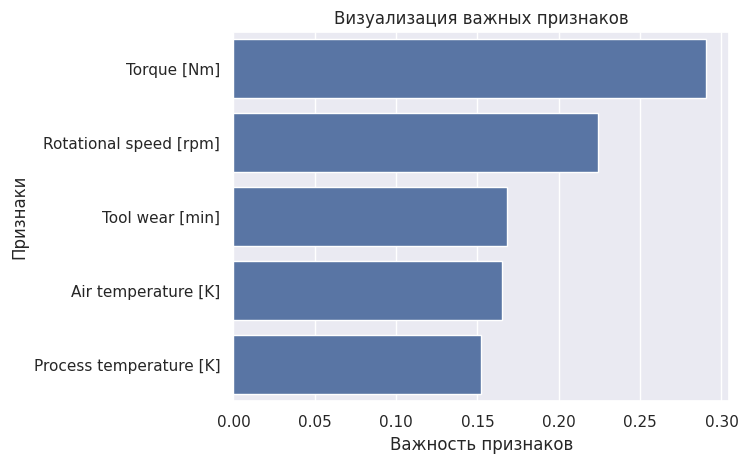 Визуализация важных признаков
Признаки
Torque [Nm]
Rotational speed [rpm]
Tool wear [min]
Air temperature [K]
Process temperature [K]
0.00 0.05 0.10 0.15 0.20 0.25 0.30
Важность признаков